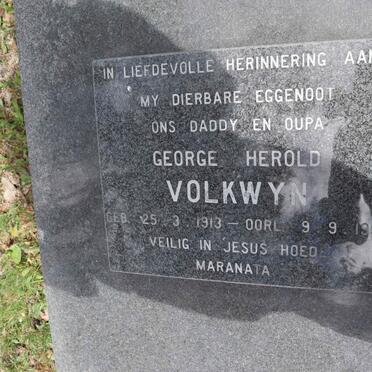 IN LIEFDEVOLLE HERINNERING AAN
MY DIERBARE EGGENOOT
ONS DADDY EN OUPA
GEORGE HEROLD
VOLKWYN
GEB. 25. 3. 1913 — OORL. 9. 9. 19
VEILIG IN JESUS HOEDE
MARANATA